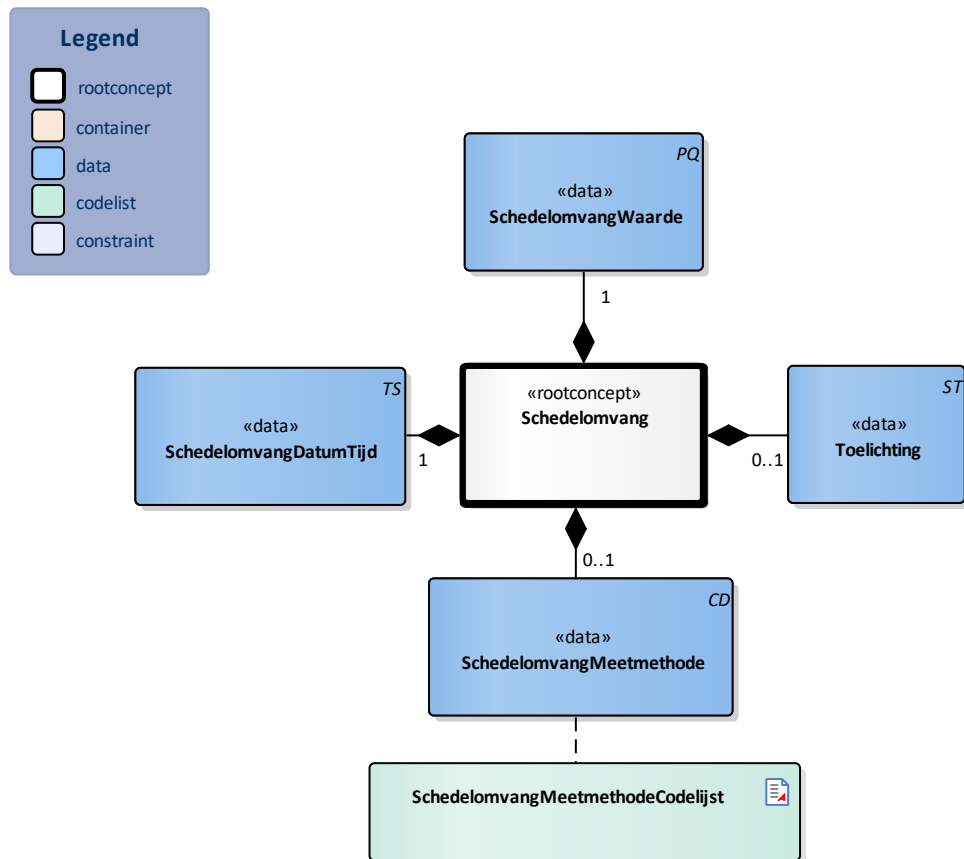 Legend
rootconcept
container
data
codelist
constraint
PQ
«data»
SchedelomvangWaarde
1
TS
«data»
SchedelomvangDatumTijd
1
«rootconcept»
Schedelomvang
ST
«data»
Toelichting
0..1
0..1
CD
«data»
SchedelomvangMeetmethode
SchedelomvangMeetmethodeCodelijst